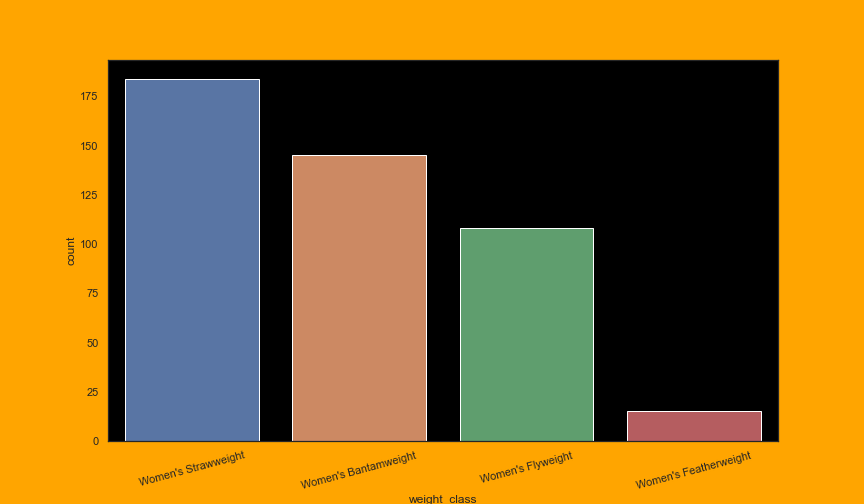 175
150
125
100
75
50
25
0
count
Women's Strawweight
Women's Bantamweight
Women's Flyweight
Women's Featherweight
weight_class